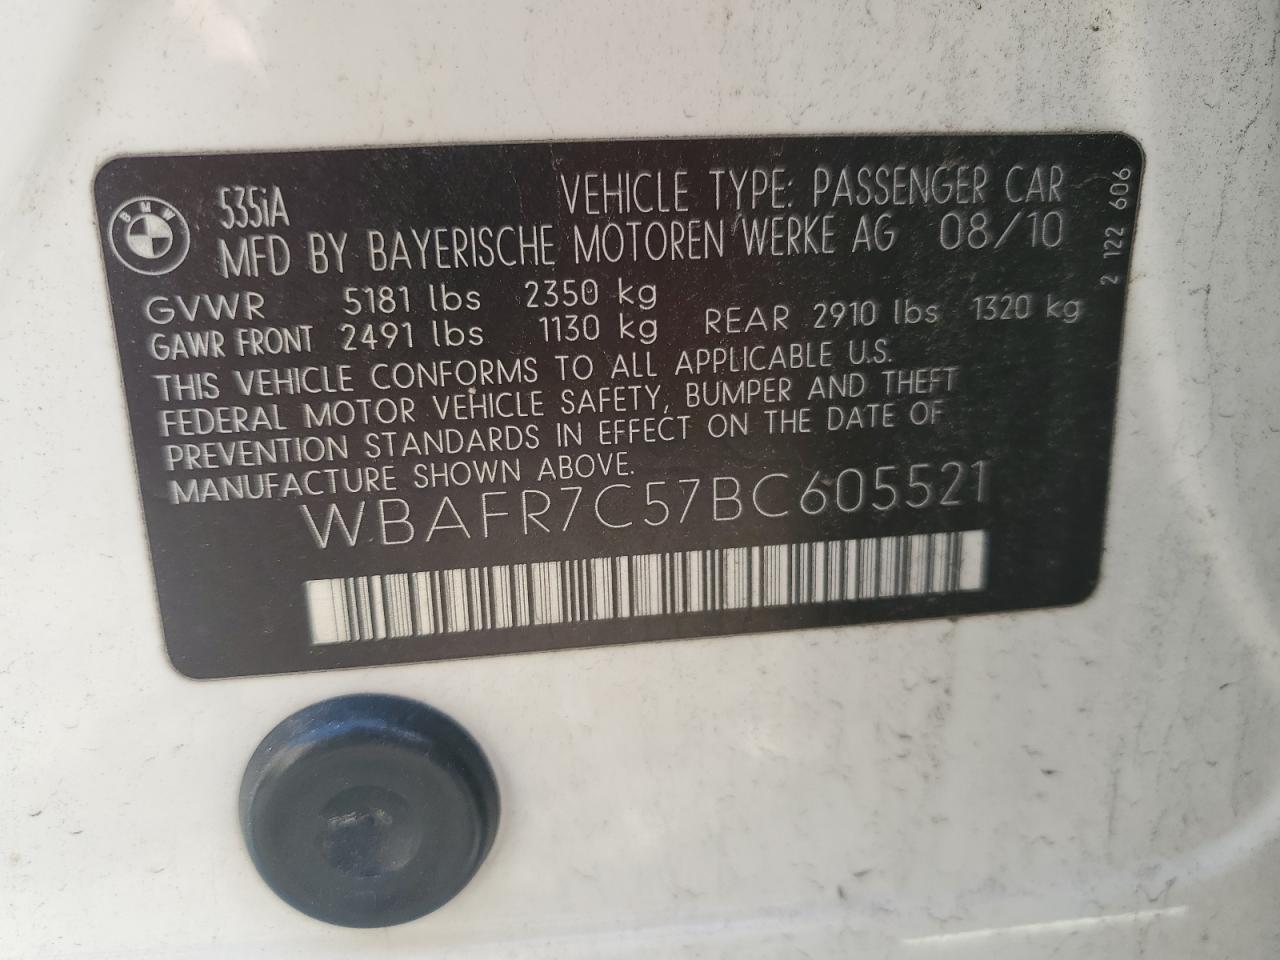 BMW
535iA
VEHICLE TYPE: PASSENGER CAR
MFD BY BAYERISCHE MOTOREN WERKE AG 08/10
GVWR 5181 lbs 2350 kg
GAWR FRONT 2491 lbs 1130 kg REAR 2910 lbs 1320 kg
THIS VEHICLE CONFORMS TO ALL APPLICABLE U.S.
FEDERAL MOTOR VEHICLE SAFETY, BUMPER AND THEFT
PREVENTION STANDARDS IN EFFECT ON THE DATE OF
MANUFACTURE SHOWN ABOVE.
WBAFR7C57BC605521
2 122 606